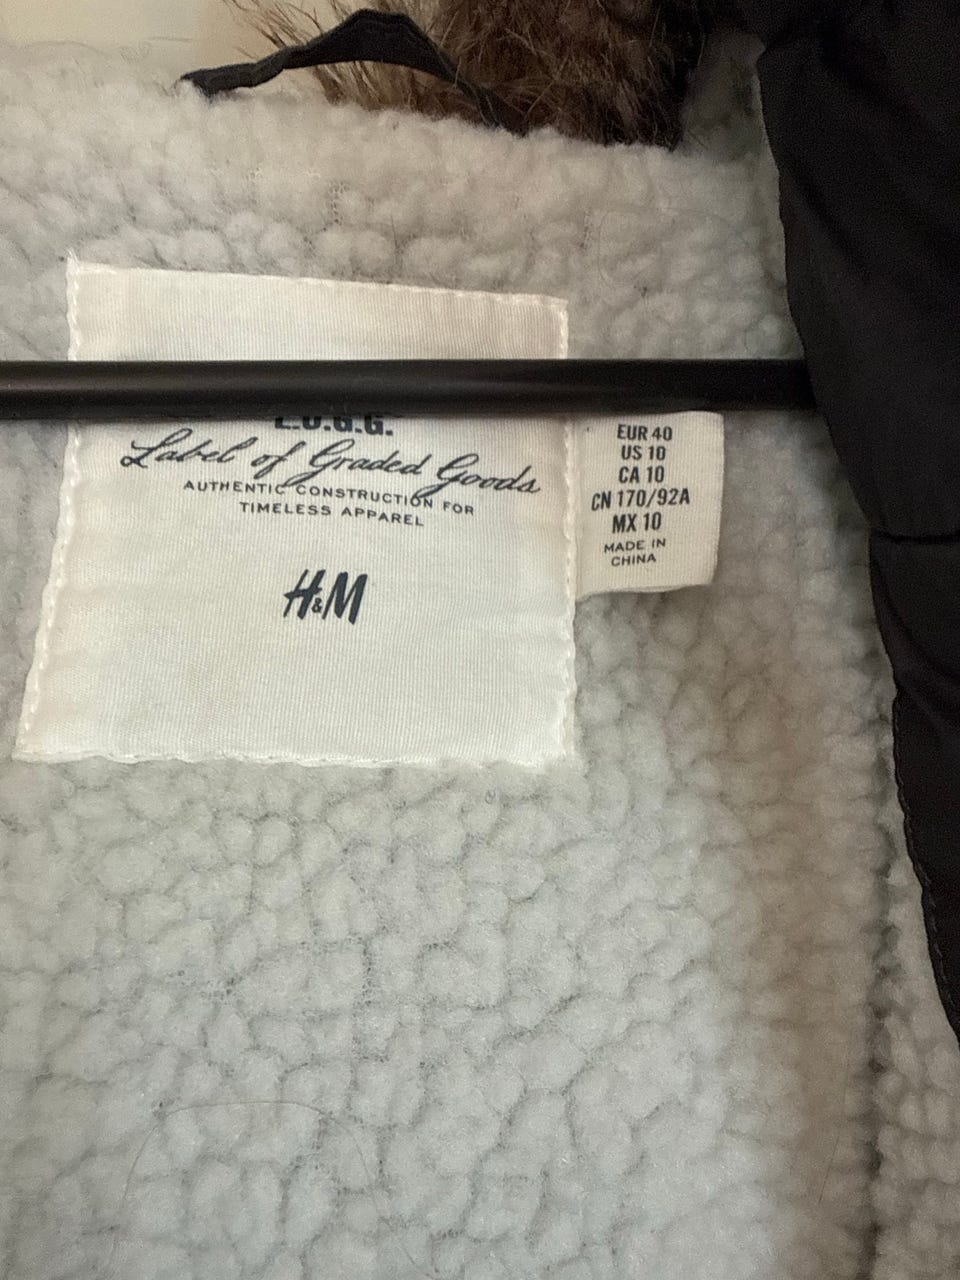 L.O.G.G.
Label of Graded Goods
AUTHENTIC CONSTRUCTION FOR
TIMELESS APPAREL
H&M
EUR 40
US 10
CA 10
CN 170/92A
MX 10
MADE IN
CHINA